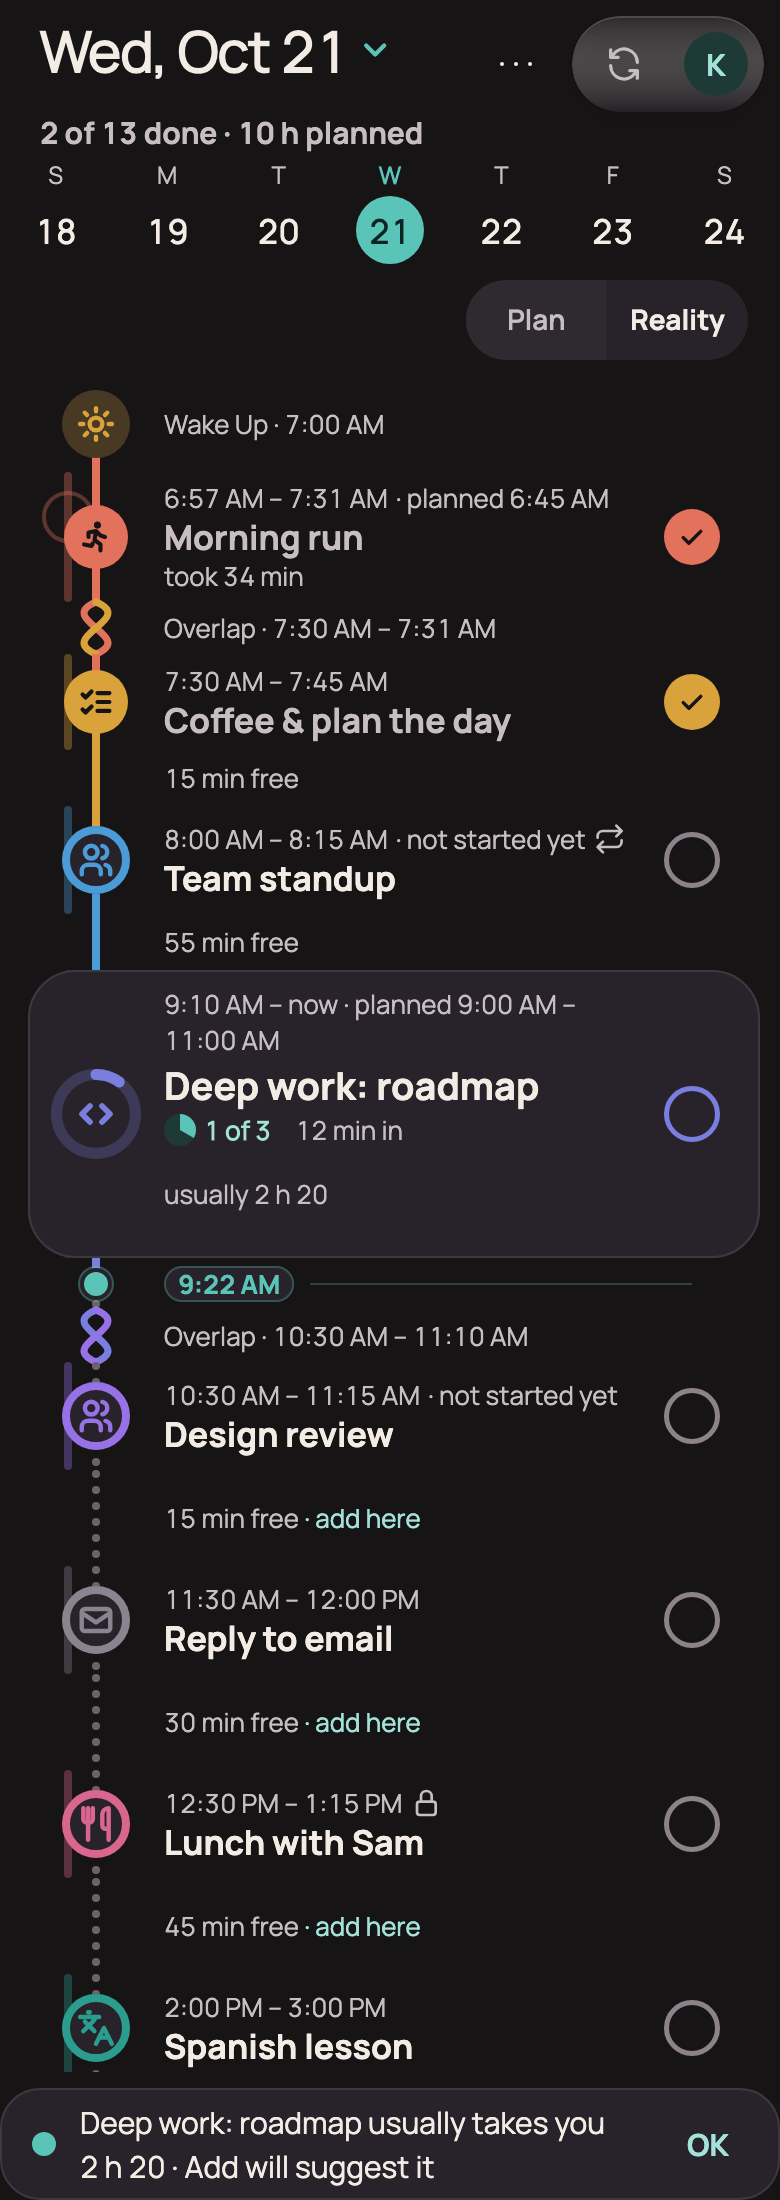 Wed, Oct 21
...
K
2 of 13 done · 10 h planned
S M T W T F S
18 19 20 21 22 23 24
Plan Reality
Wake Up · 7:00 AM
6:57 AM – 7:31 AM · planned 6:45 AM
Morning run
took 34 min
Overlap · 7:30 AM – 7:31 AM
7:30 AM – 7:45 AM
Coffee & plan the day
15 min free
8:00 AM – 8:15 AM · not started yet
Team standup
55 min free
9:10 AM – now · planned 9:00 AM –
11:00 AM
Deep work: roadmap
1 of 3 12 min in
usually 2 h 20
9:22 AM
Overlap · 10:30 AM – 11:10 AM
10:30 AM – 11:15 AM · not started yet
Design review
15 min free · add here
11:30 AM – 12:00 PM
Reply to email
30 min free · add here
12:30 PM – 1:15 PM
Lunch with Sam
45 min free · add here
2:00 PM – 3:00 PM
Spanish lesson
Deep work: roadmap usually takes you
2 h 20 · Add will suggest it
OK